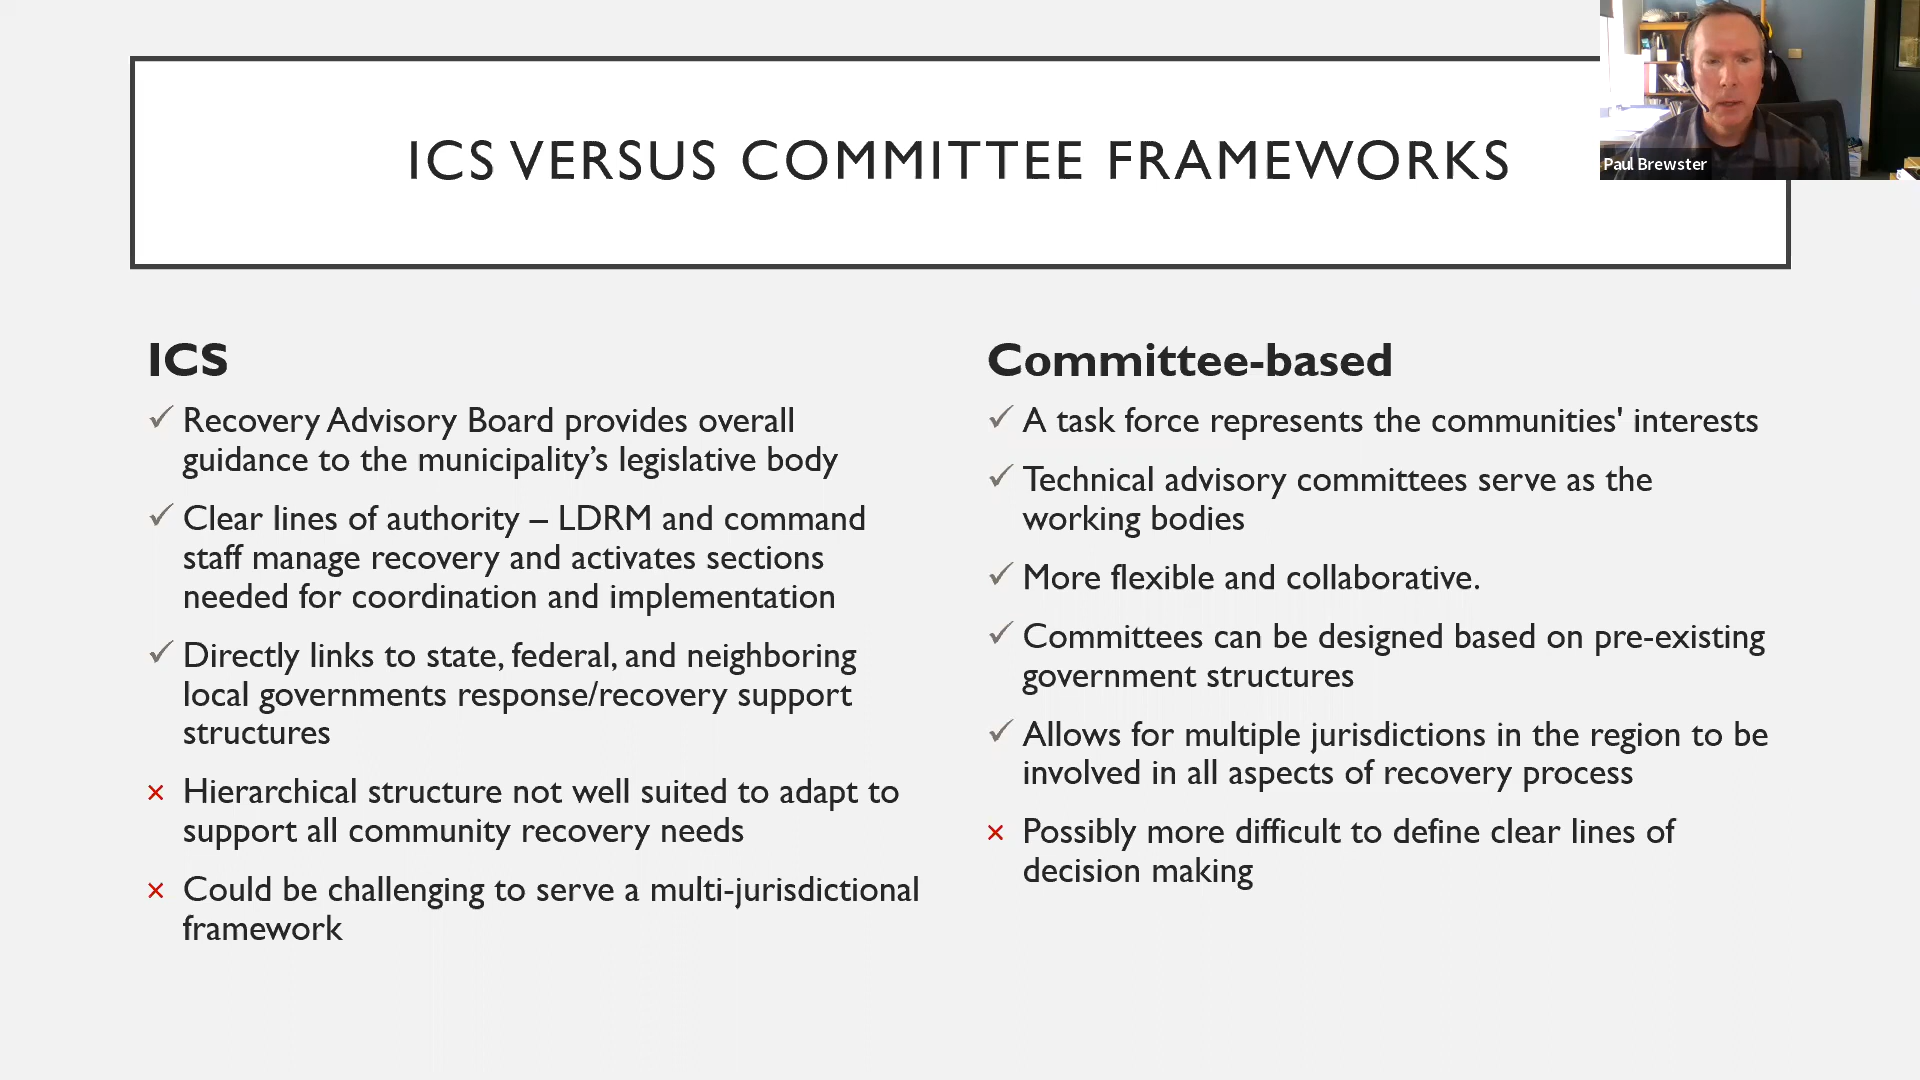 ICS VERSUS COMMITTEE FRAMEWORKS
Paul Brewster
ICS
✓ Recovery Advisory Board provides overall
guidance to the municipality’s legislative body
✓ Clear lines of authority – LDRM and command
staff manage recovery and activates sections
needed for coordination and implementation
✓ Directly links to state, federal, and neighboring
local governments response/recovery support
structures
× Hierarchical structure not well suited to adapt to
support all community recovery needs
× Could be challenging to serve a multi-jurisdictional
framework
Committee-based
✓ A task force represents the communities' interests
✓ Technical advisory committees serve as the
working bodies
✓ More flexible and collaborative.
✓ Committees can be designed based on pre-existing
government structures
✓ Allows for multiple jurisdictions in the region to be
involved in all aspects of recovery process
× Possibly more difficult to define clear lines of
decision making